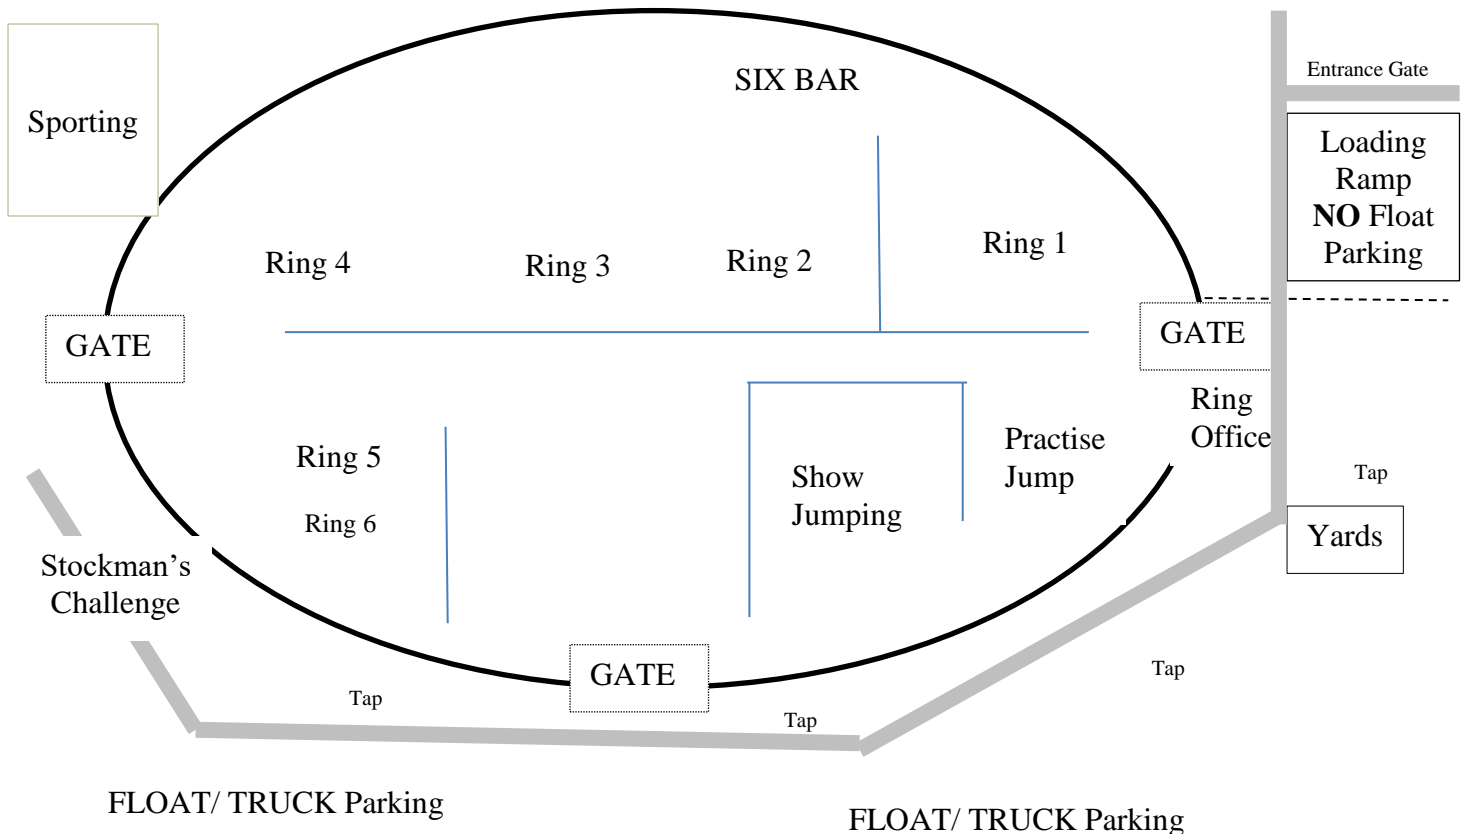 SIX BAR
Entrance Gate
Sporting
Loading
Ramp
NO Float
Parking
Ring 4
Ring 3
Ring 2
Ring 1
GATE
GATE
Ring
Office
Practise
Jump
Ring 5
Show
Jumping
Tap
Ring 6
Yards
Stockman’s
Challenge
GATE
Tap
Tap
Tap
FLOAT/ TRUCK Parking
FLOAT/ TRUCK Parking